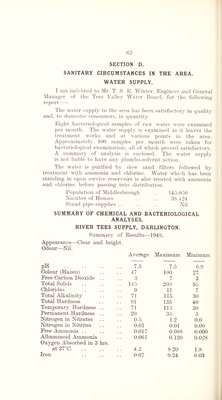 62
SECTION D.
SANITARY CIRCUMSTANCES IN THE AREA.
WATER SUPPLY.
I am indebted to Mr. T. S. R. Winter, Engineer and General
Manager of the Tees Valley Water Board, for the following
report :—
The water supply to the area has been satisfactory in quality
and, to domestic consumers, in quantity.
Eight bacteriological samples of raw water were examined
per month. The water supply is examined as it leaves the
treatment works and at various points in the area.
Approximately 100 samples per month were taken for
bacteriological examination, all of which proved satisfactory.
A summary of analysis is enclosed. The water supply
is not liable to have any plumbo-solvent action.
The water is purified by slow sand filters followed by
treatment with ammonia and chlorine. Water which has been
standing in open service reservoirs is also treated with ammonia
and chlorine before passing into distribution.
Population of Middlesbrough .. 145,050
Number of Houses .. 38,424
Stand pipe supplies .. .. Nil
SUMMARY OF CHEMICAL AND BACTERIOLOGICAL
ANALYSES.
RIVER TEES SUPPLY, DARLINGTON.
Summary of Results—1949.
Appearance—Clear and bright.
Odour—Nil.
Average Maximum Minimum
pH .. .. .. 7.3 7.5 6.9
Colour (Hazen) .. .. 47 100 27
Free Carbon Dioxide .. .. 3 7 2
Total Solids .. .. 145 205 95
Chlorides .. .. 9 11 7
Total Alkalinity .. .. 71 115 30
Total Hardness .. .. 91 155 40
Temporary Hardness .. .. 71 115 30
Permanent Hardness .. .. 20 35 5
Nitrogen in Nitrates .. .. 0.5 1.2 0.0
Nitrogen in Nitrites .. .. 0.01 0.01 0.00
Free Ammonia .. .. 0.017 0.088 0.000
Albuminoid Ammonia .. .. 0.061 0.120 0.028
Oxygen Absorbed in 3 hrs.
at 37°C. .. .. 4.2 8.20 1.8
Iron .. .. 0.07 0.24 0.03